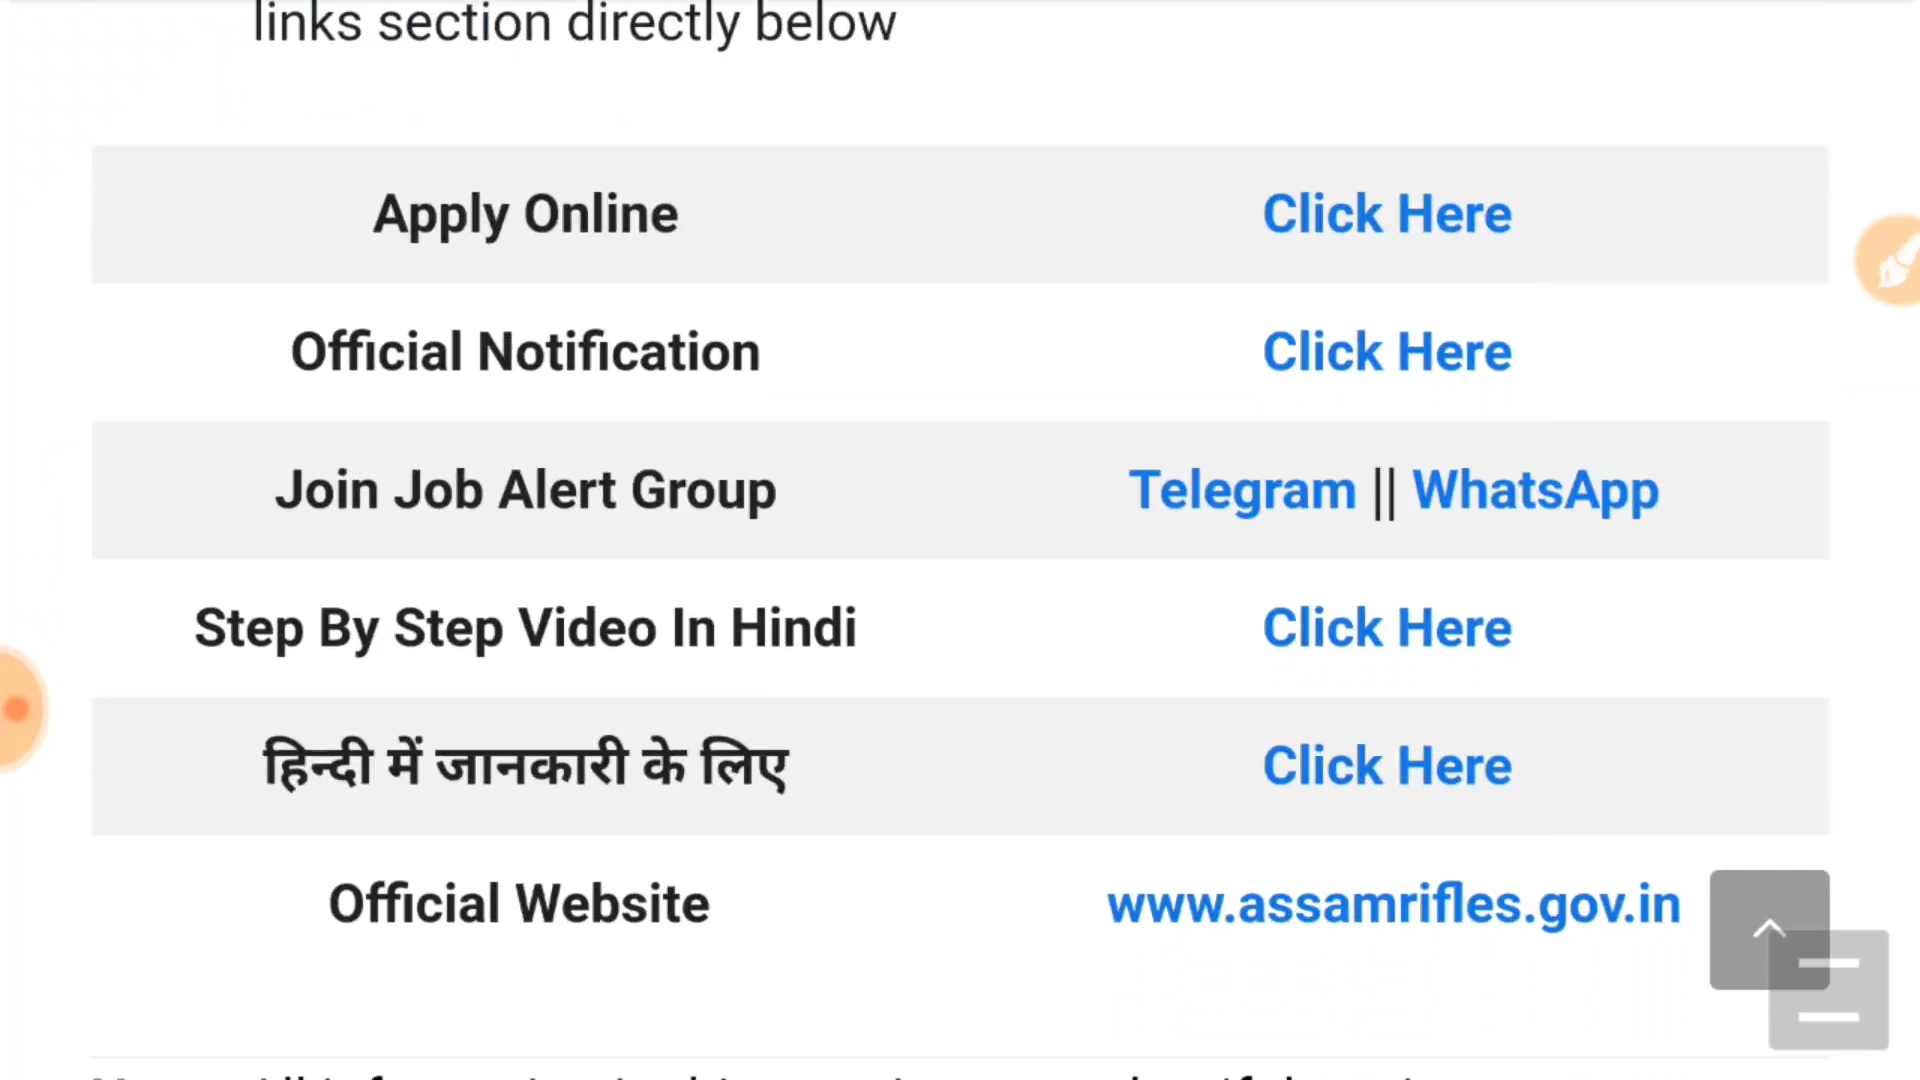 links section directly below
Apply Online Click Here
Official Notification Click Here
Join Job Alert Group Telegram || WhatsApp
Step By Step Video In Hindi Click Here
हिन्दी में जानकारी के लिए Click Here
Official Website www.assamrifles.gov.in